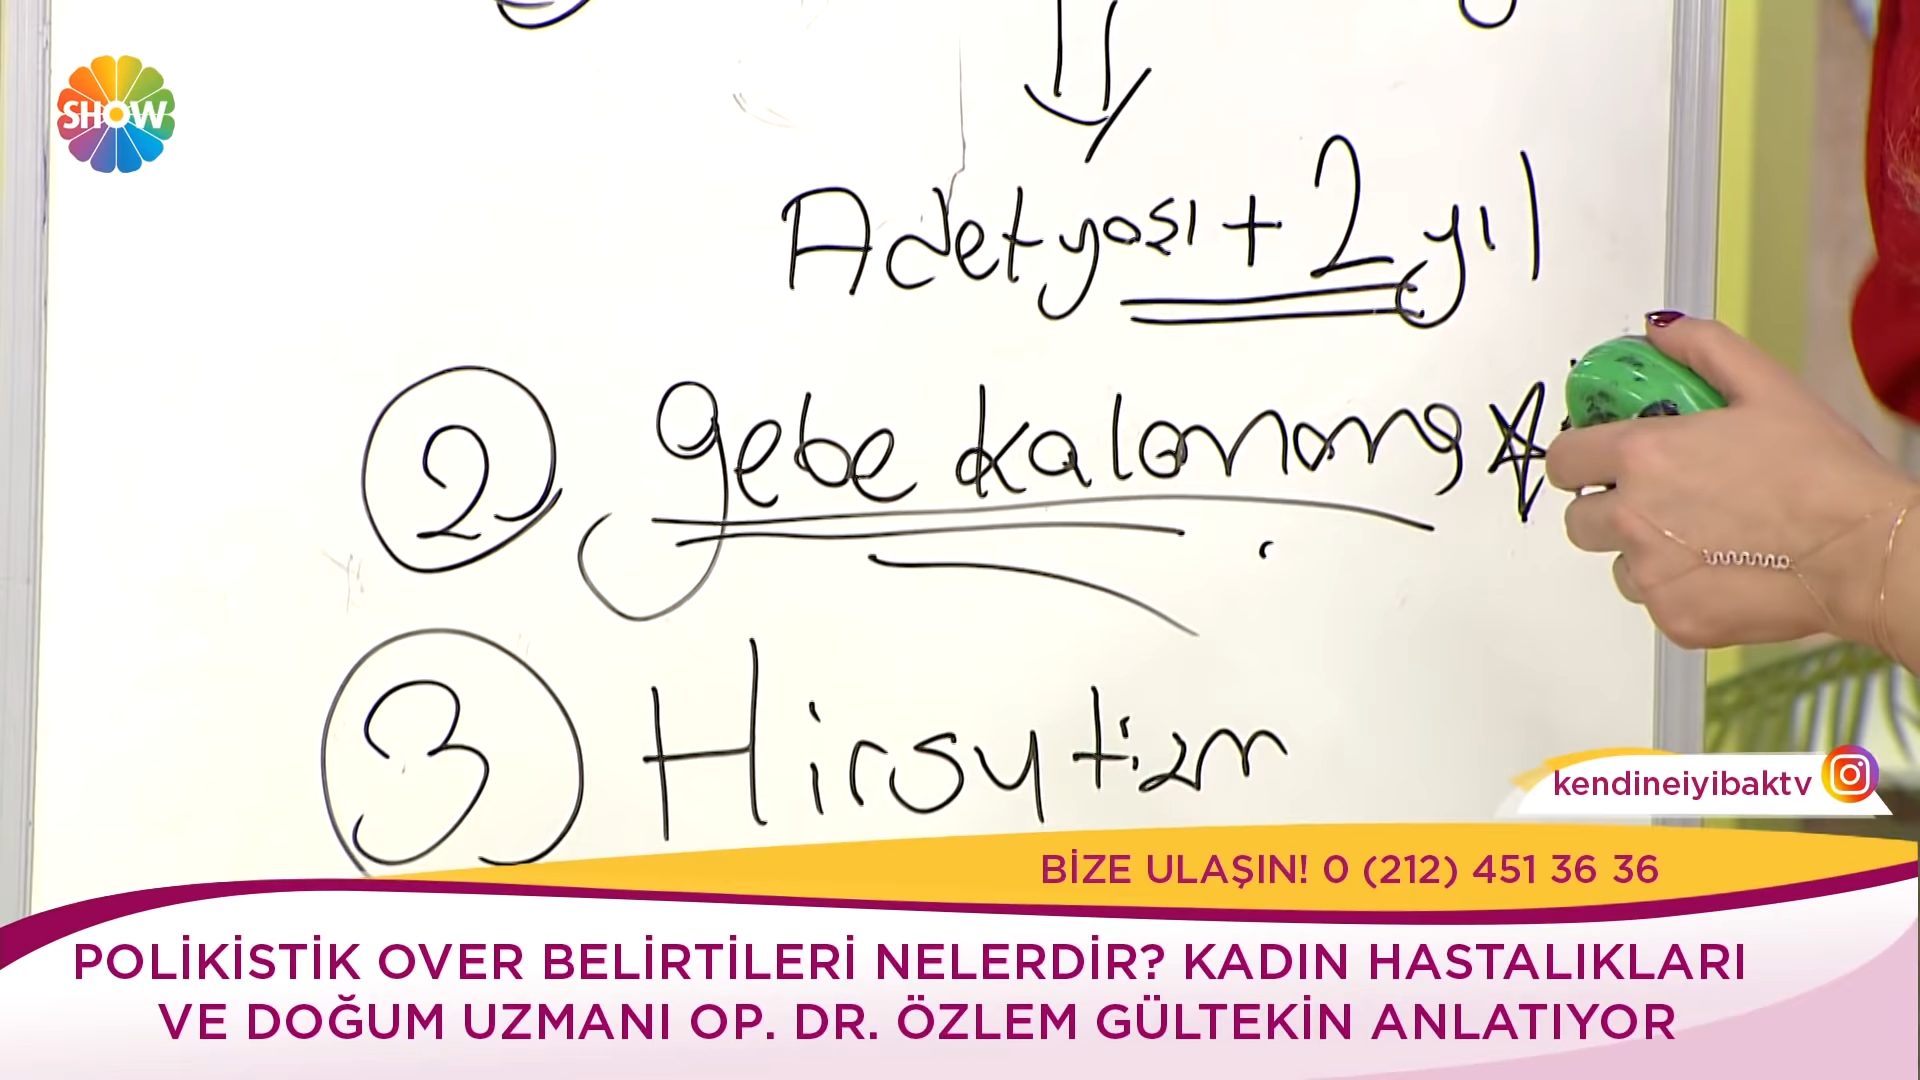 SHOW
Adet yaşı + 2 yıl
2 gebe kalamama
3 Hirsutizm
kendineiyibaktv
BİZE ULAŞIN! 0 (212) 451 36 36
POLİKİSTİK OVER BELİRTİLERİ NELERDİR? KADIN HASTALIKLARI
VE DOĞUM UZMANI OP. DR. ÖZLEM GÜLTEKİN ANLATIYOR